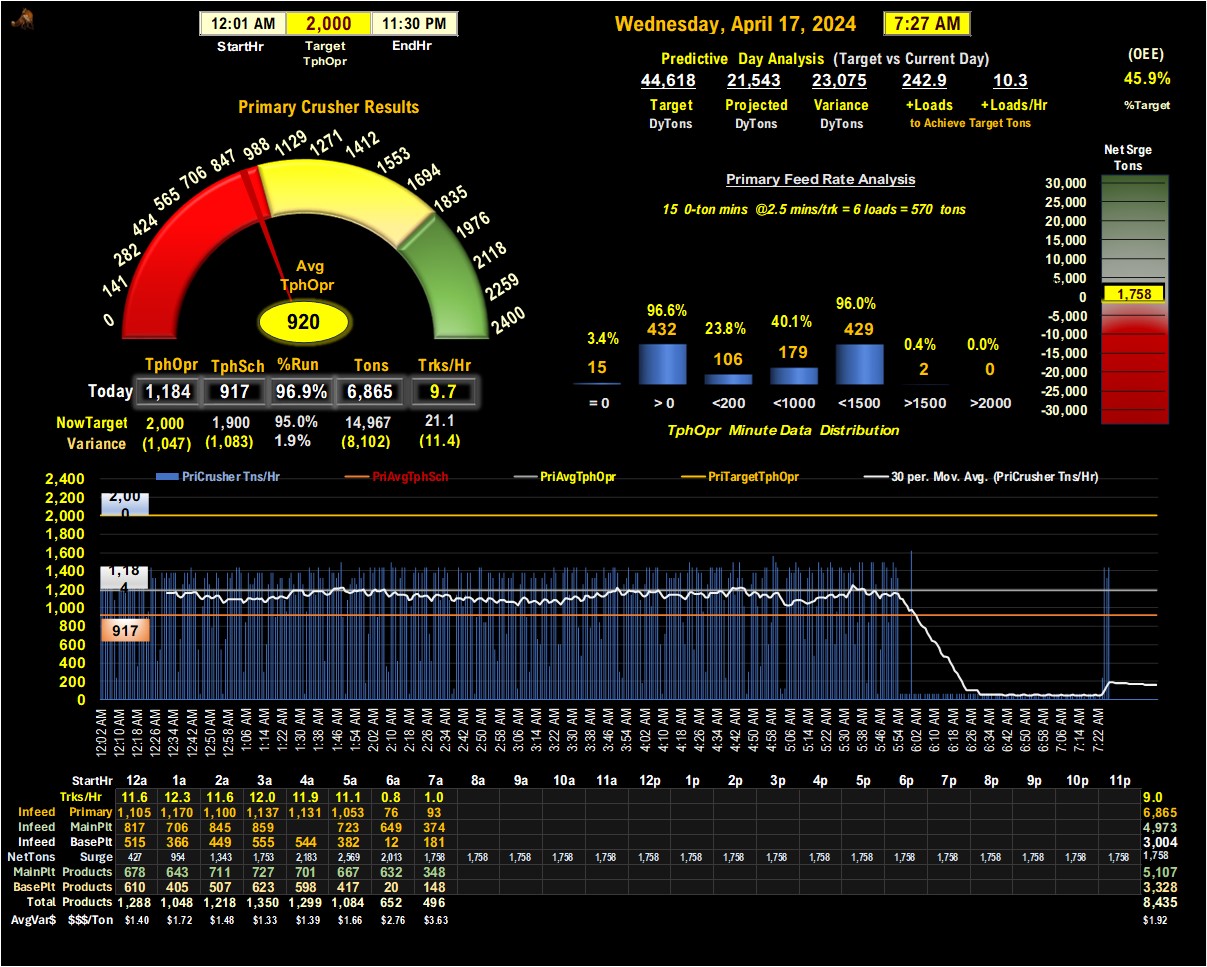 12:01 AM 2,000 11:30 PM
StartHr Target TphOpr EndHr
Wednesday, April 17, 2024 7:27 AM
Predictive Day Analysis (Target vs Current Day)
44,618 21,543 23,075 242.9 10.3
Target Projected Variance +Loads +Loads/Hr
DyTons DyTons DyTons to Achieve Target Tons
(OEE)
45.9%
%Target
Primary Crusher Results
0 141 282 424 565 706 847 988 1129 1271 1412 1553 1694 1835 1976 2118 2259 2400
Avg
TphOpr
920
TphOpr TphSch %Run Tons Trks/Hr
Today 1,184 917 96.9% 6,865 9.7
NowTarget 2,000 1,900 95.0% 14,967 21.1
Variance (1,047) (1,083) 1.9% (8,102) (11.4)
Primary Feed Rate Analysis
15 0-ton mins @2.5 mins/trk = 6 loads = 570 tons
3.4% 96.6% 23.8% 40.1% 96.0% 0.4% 0.0%
15 432 106 179 429 2 0
= 0 > 0 <200 <1000 <1500 >1500 >2000
TphOpr Minute Data Distribution
Net Srge
Tons
30,000
25,000
20,000
15,000
10,000
5,000
0
1,758
-5,000
-10,000
-15,000
-20,000
-25,000
-30,000
PriCrusher Tns/Hr PriAvgTphSch PriAvgTphOpr PriTargetTphOpr 30 per. Mov. Avg. (PriCrusher Tns/Hr)
2,400
2,200
2,000
1,800
1,600
1,400
1,200
1,000
800
600
400
200
0
2,00
0
1,18
4
917
12:02 AM 12:10 AM 12:18 AM 12:26 AM 12:34 AM 12:42 AM 12:50 AM 12:58 AM 1:06 AM 1:14 AM 1:22 AM 1:30 AM 1:38 AM 1:46 AM 1:54 AM 2:02 AM 2:10 AM 2:18 AM 2:26 AM 2:34 AM 2:42 AM 2:50 AM 2:58 AM 3:06 AM 3:14 AM 3:22 AM 3:30 AM 3:38 AM 3:46 AM 3:54 AM 4:02 AM 4:10 AM 4:18 AM 4:26 AM 4:34 AM 4:42 AM 4:50 AM 4:58 AM 5:06 AM 5:14 AM 5:22 AM 5:30 AM 5:38 AM 5:46 AM 5:54 AM 6:02 AM 6:10 AM 6:18 AM 6:26 AM 6:34 AM 6:42 AM 6:50 AM 6:58 AM 7:06 AM 7:14 AM 7:22 AM
StartHr 12a 1a 2a 3a 4a 5a 6a 7a 8a 9a 10a 11a 12p 1p 2p 3p 4p 5p 6p 7p 8p 9p 10p 11p
Trks/Hr 11.6 12.3 11.6 12.0 11.9 11.1 0.8 1.0 9.0
Infeed Primary 1,105 1,170 1,100 1,137 1,131 1,053 76 93 6,865
Infeed MainPlt 817 706 845 859 723 649 374 4,973
Infeed BasePlt 515 366 449 555 544 382 12 181 3,004
NetTons Surge 427 954 1,343 1,753 2,183 2,569 2,013 1,758 1,758 1,758 1,758 1,758 1,758 1,758 1,758 1,758 1,758 1,758 1,758 1,758 1,758 1,758 1,758 1,758 1,758
MainPlt Products 678 643 711 727 701 667 632 348 5,107
BasePlt Products 610 405 507 623 598 417 20 148 3,328
Total Products 1,288 1,048 1,218 1,350 1,299 1,084 652 496 8,435
AvgVar$ $$$/Ton $1.40 $1.72 $1.48 $1.33 $1.39 $1.66 $2.76 $3.63 $1.92